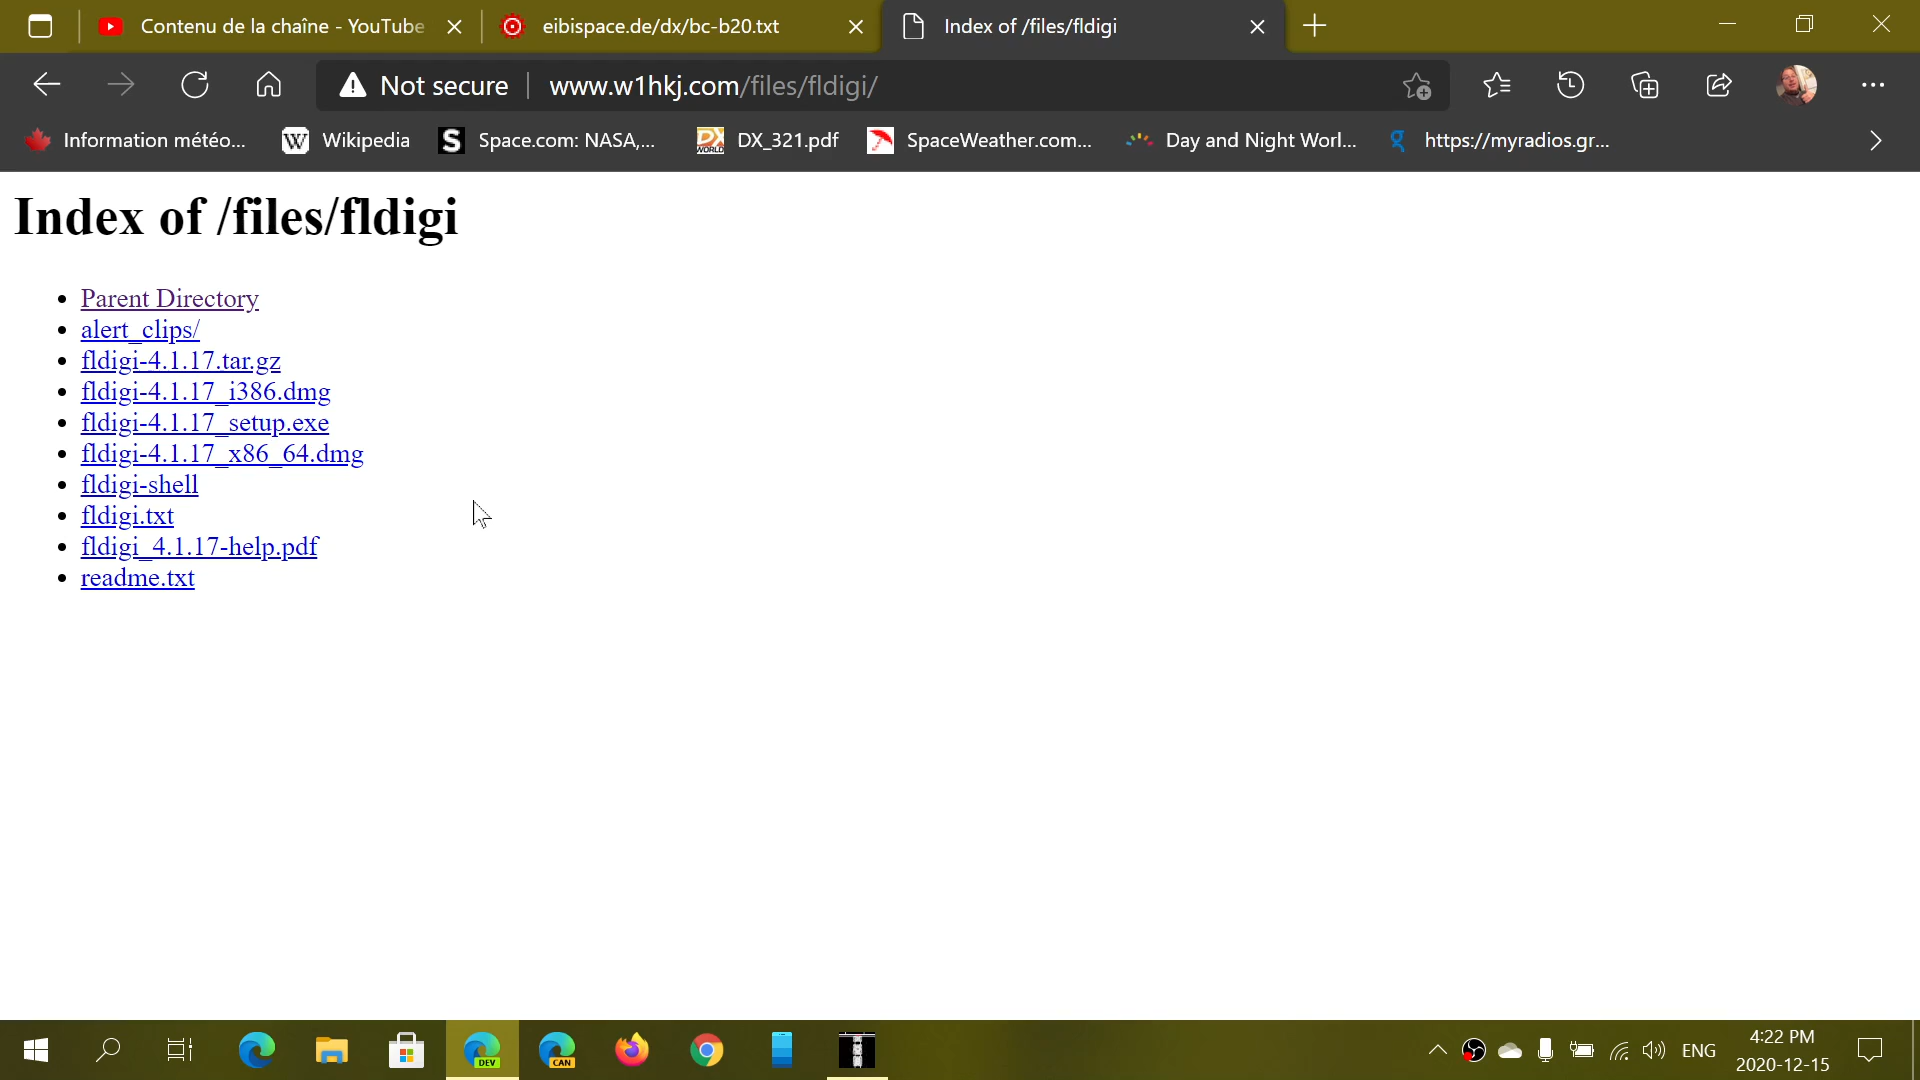 Contenu de la chaîne - YouTube
eibispace.de/dx/bc-b20.txt
Index of /files/fldigi
Not secure
www.w1hkj.com/files/fldigi/
Information météo...
W Wikipedia
S Space.com: NASA,...
DX WORLD DX_321.pdf
SpaceWeather.com...
Day and Night Worl...
g https://myradios.gr...
Index of /files/fldigi
Parent Directory
alert_clips/
fldigi-4.1.17.tar.gz
fldigi-4.1.17_i386.dmg
fldigi-4.1.17_setup.exe
fldigi-4.1.17_x86_64.dmg
fldigi-shell
fldigi.txt
fldigi_4.1.17-help.pdf
readme.txt
DEV
CAN
ENG
4:22 PM
2020-12-15